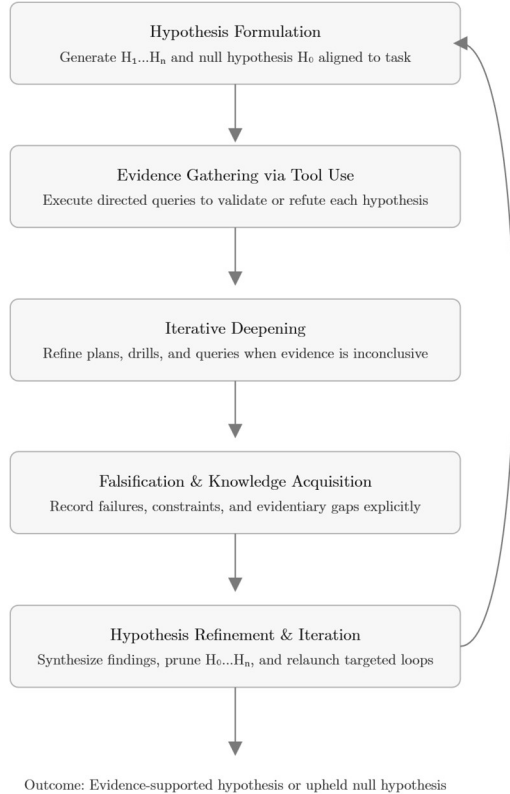 Hypothesis Formulation
Generate H₁...Hₙ and null hypothesis H₀ aligned to task
Evidence Gathering via Tool Use
Execute directed queries to validate or refute each hypothesis
Iterative Deepening
Refine plans, drills, and queries when evidence is inconclusive
Falsification & Knowledge Acquisition
Record failures, constraints, and evidentiary gaps explicitly
Hypothesis Refinement & Iteration
Synthesize findings, prune H₀...Hₙ, and relaunch targeted loops
Outcome: Evidence-supported hypothesis or upheld null hypothesis